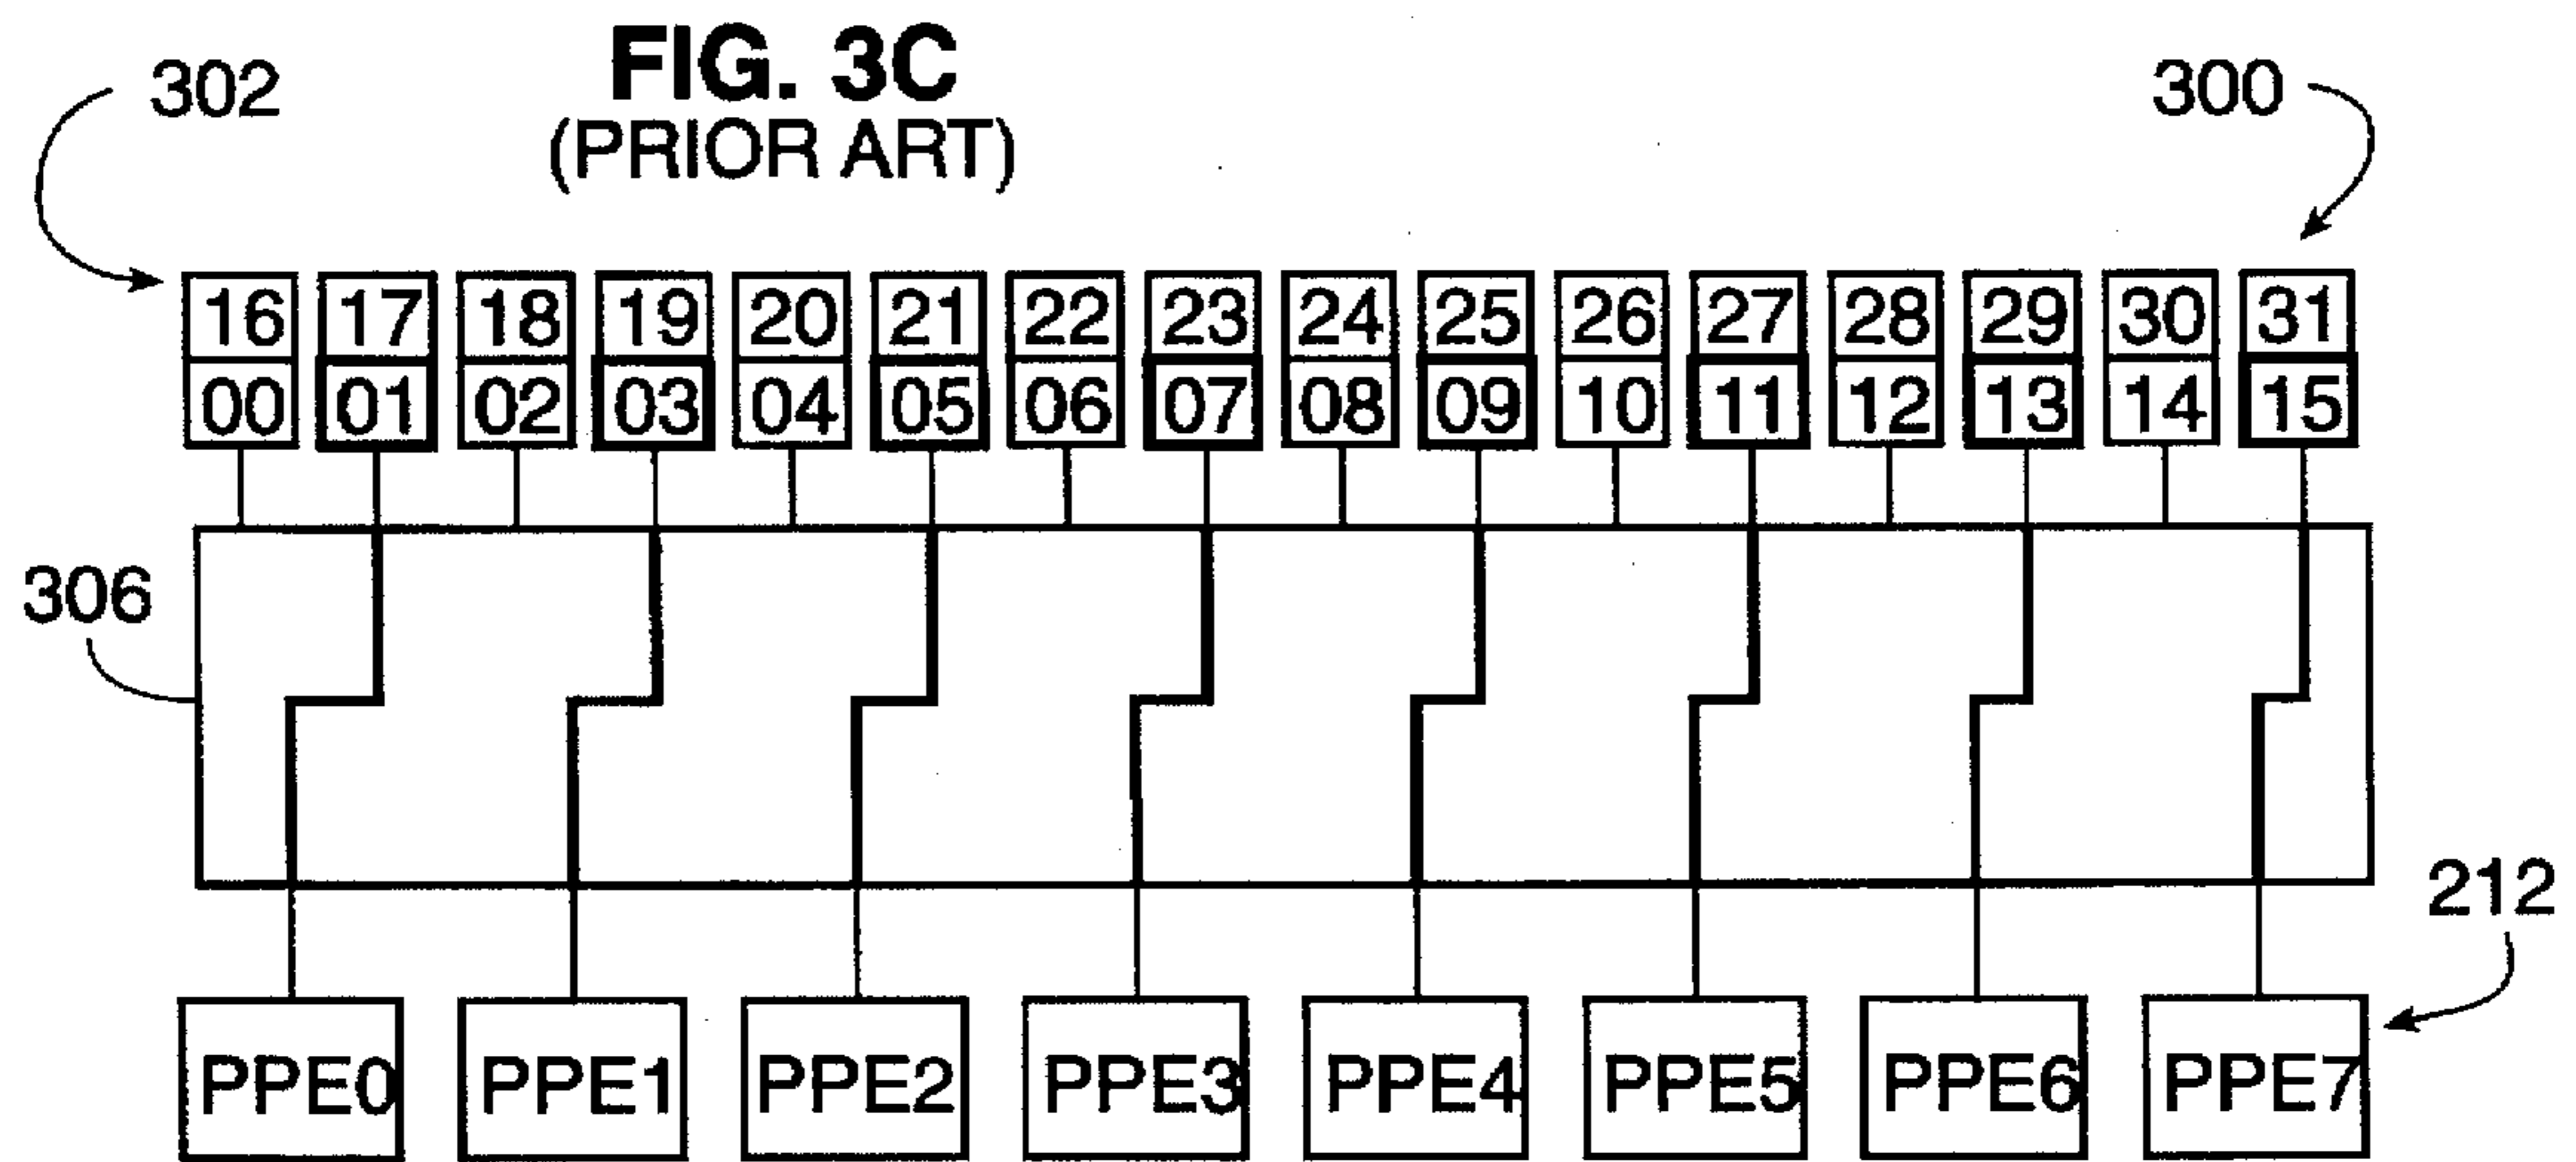 FIG. 3C
(PRIOR ART)
302
300
16 17 18 19 20 21 22 23 24 25 26 27 28 29 30 31
00 01 02 03 04 05 06 07 08 09 10 11 12 13 14 15
306
212
PPE0 PPE1 PPE2 PPE3 PPE4 PPE5 PPE6 PPE7